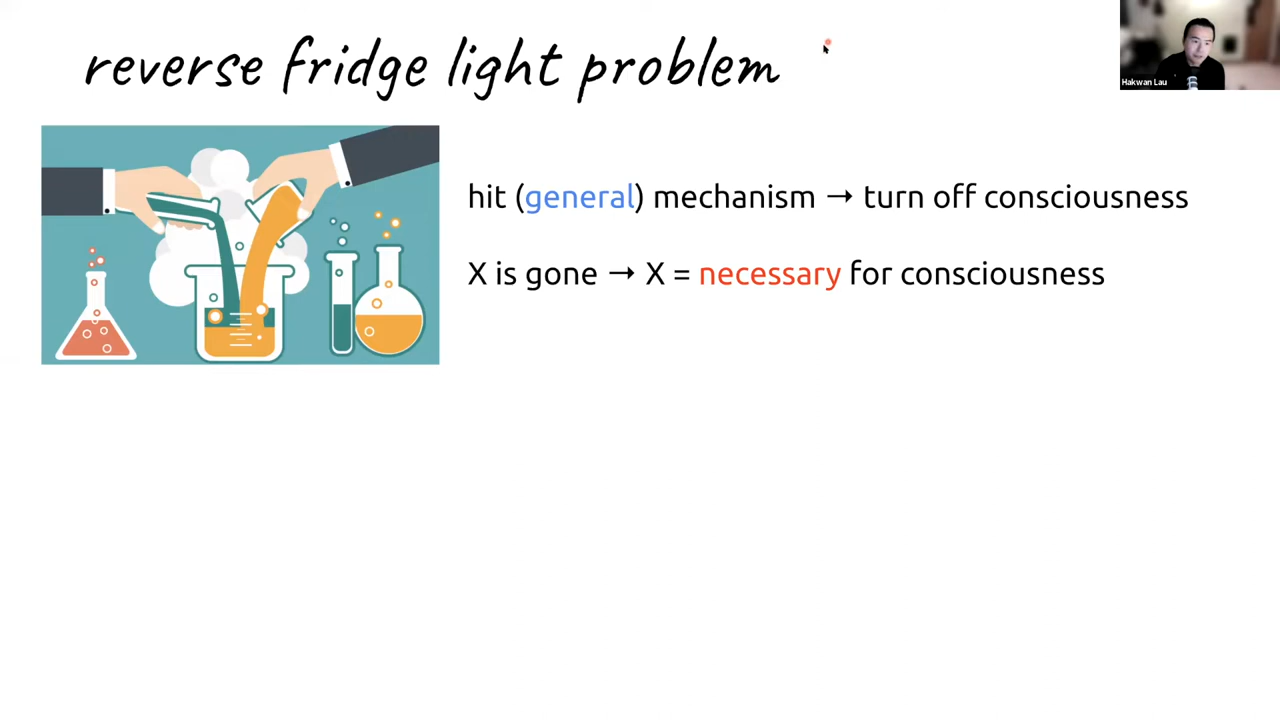 reverse fridge light problem
Hakwan Lau
hit (general) mechanism → turn off consciousness
X is gone → X = necessary for consciousness